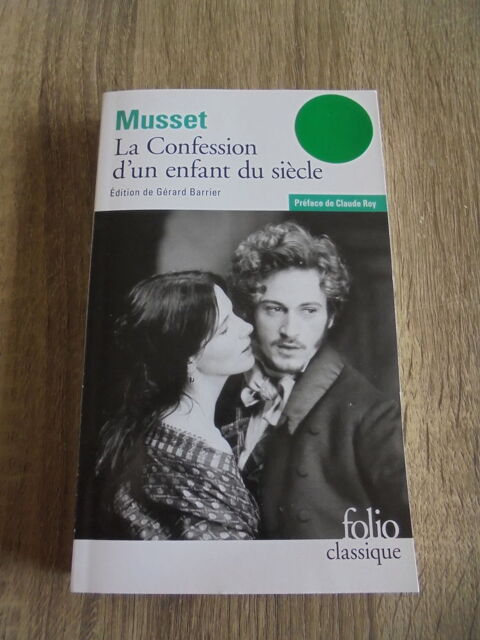 Musset
La Confession
d'un enfant du siècle
Édition de Gérard Barrier
Préface de Claude Roy
folio
classique